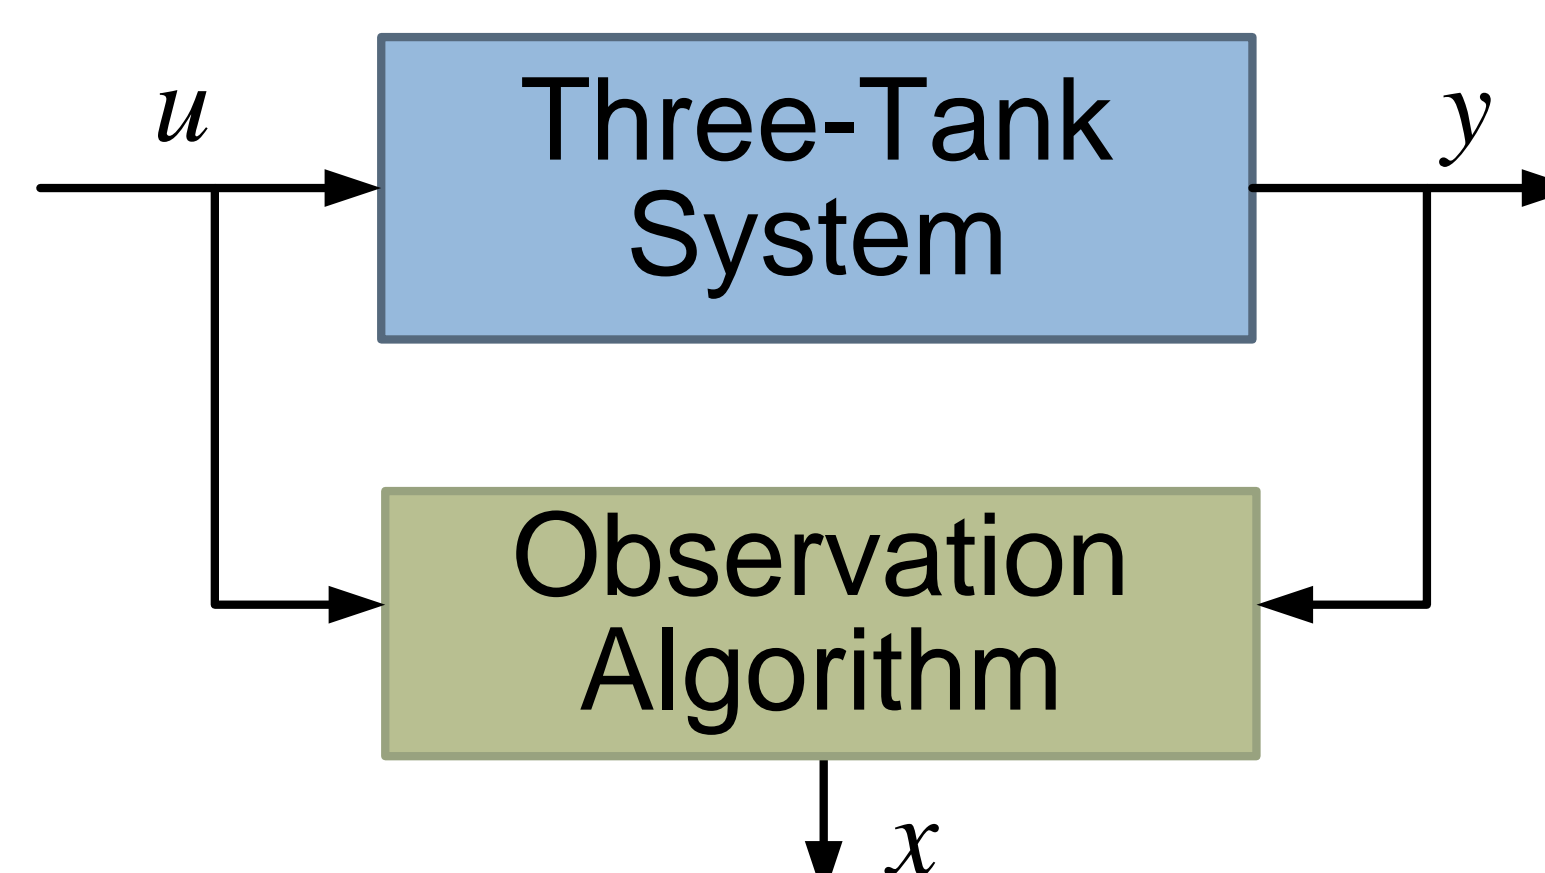 u
Three-Tank
System
y
Observation
Algorithm
x